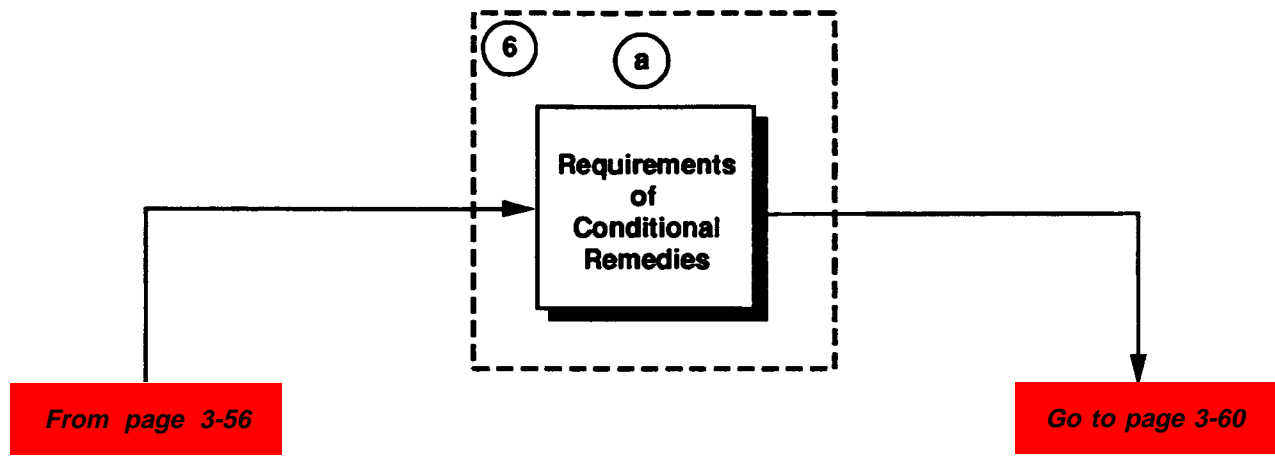 6
a
Requirements
of
Conditional
Remedies
From page 3-56
Go to page 3-60